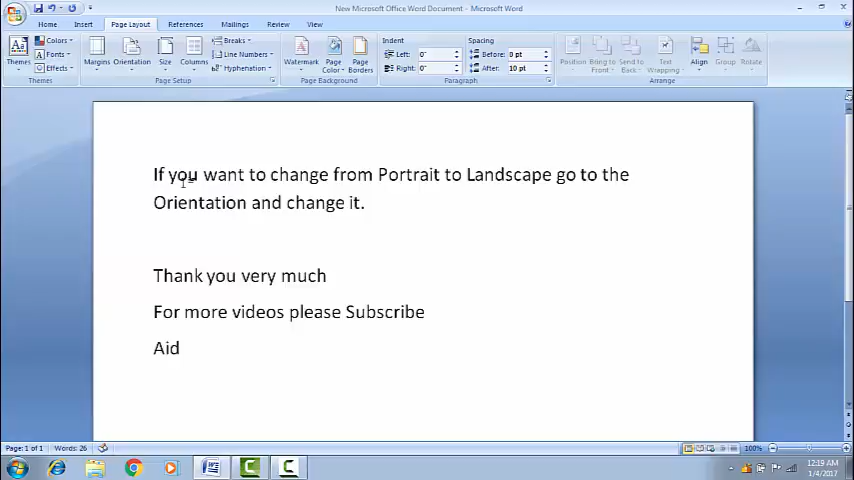 New Microsoft Office Word Document - Microsoft Word
Home Insert Page Layout References Mailings Review View
Themes Colors Fonts Effects Margins Orientation Size Columns Breaks Line Numbers Hyphenation Watermark Page Color Page Borders Indent Left: 0" Right: 0" Spacing Before: 0 pt After: 10 pt Position Bring to Front Send to Back Text Wrapping Align Group Rotate
Themes Page Setup Page Background Paragraph Arrange
If you want to change from Portrait to Landscape go to the
Orientation and change it.
Thank you very much
For more videos please Subscribe
Aid
Page: 1 of 1 Words: 26 100%
12:19 AM
1/4/2017